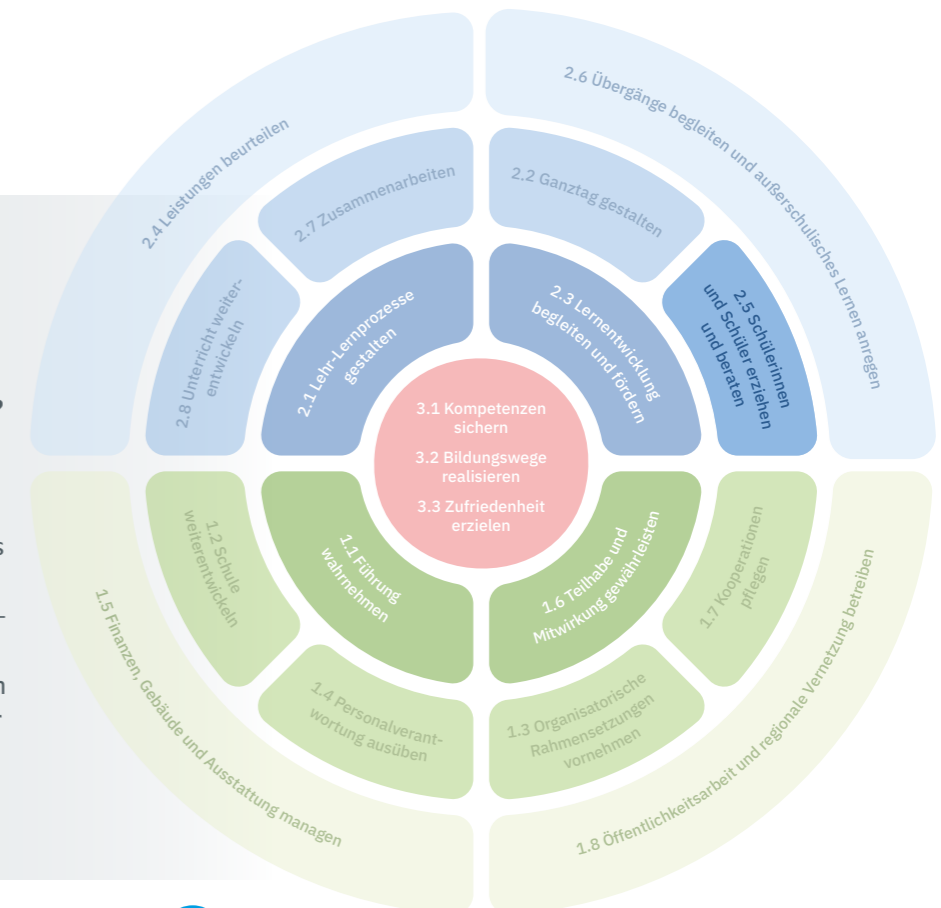 2.6 Übergänge begleiten und außerschulisches Lernen anregen
2.4 Leistungen beurteilen
2.7 Zusammenarbeiten
2.2 Ganztag gestalten
2.8 Unterricht weiter-
entwickeln
2.1 Lehr-Lernprozesse
gestalten
2.3 Lernentwicklung
begleiten und fördern
2.5 Schülerinnen
und Schüler erziehen
und beraten
3.1 Kompetenzen
sichern
3.2 Bildungswege
realisieren
3.3 Zufriedenheit
erzielen
1.2 Schule
weiterentwickeln
1.1 Führung
wahrnehmen
1.6 Teilhabe und
Mitwirkung gewährleisten
1.7 Kooperationen
pflegen
1.5 Finanzen, Gebäude und Ausstattung managen
1.4 Personalverant-
wortung ausüben
1.3 Organisatorische
Rahmensetzungen
vornehmen
1.8 Öffentlichkeitsarbeit und regionale Vernetzung betreiben